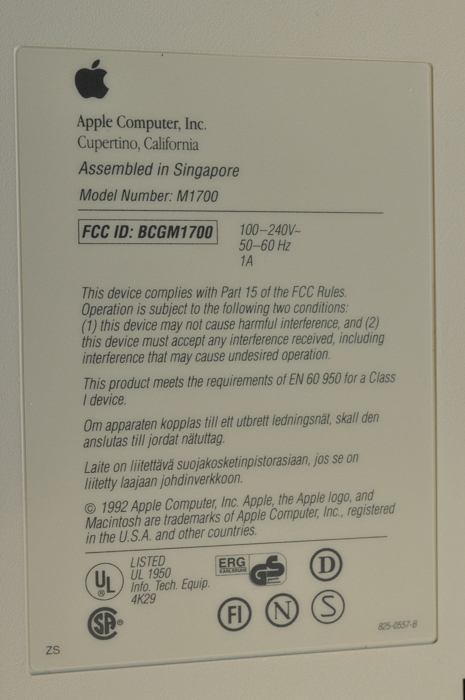 Apple Computer, Inc.
Cupertino, California
Assembled in Singapore
Model Number: M1700
FCC ID: BCGM1700
100–240V~
50–60 Hz
1A
This device complies with Part 15 of the FCC Rules.
Operation is subject to the following two conditions:
(1) this device may not cause harmful interference, and (2)
this device must accept any interference received, including
interference that may cause undesired operation.
This product meets the requirements of EN 60 950 for a Class
I device.
Om apparaten kopplas till ett utbrett ledningsnät, skall den
anslutas till jordat nätuttag.
Laite on liitettävä suojakosketinpistorasiaan, jos se on
liitetty laajaan johdinverkkoon.
© 1992 Apple Computer, Inc. Apple, the Apple logo, and
Macintosh are trademarks of Apple Computer, Inc., registered
in the U.S.A. and other countries.
UL ®
LISTED
UL 1950
Info. Tech. Equip.
4K29
ERG
KARLSRUHE
GS
D
SA ®
FI
N
S
825-0557-B
ZS